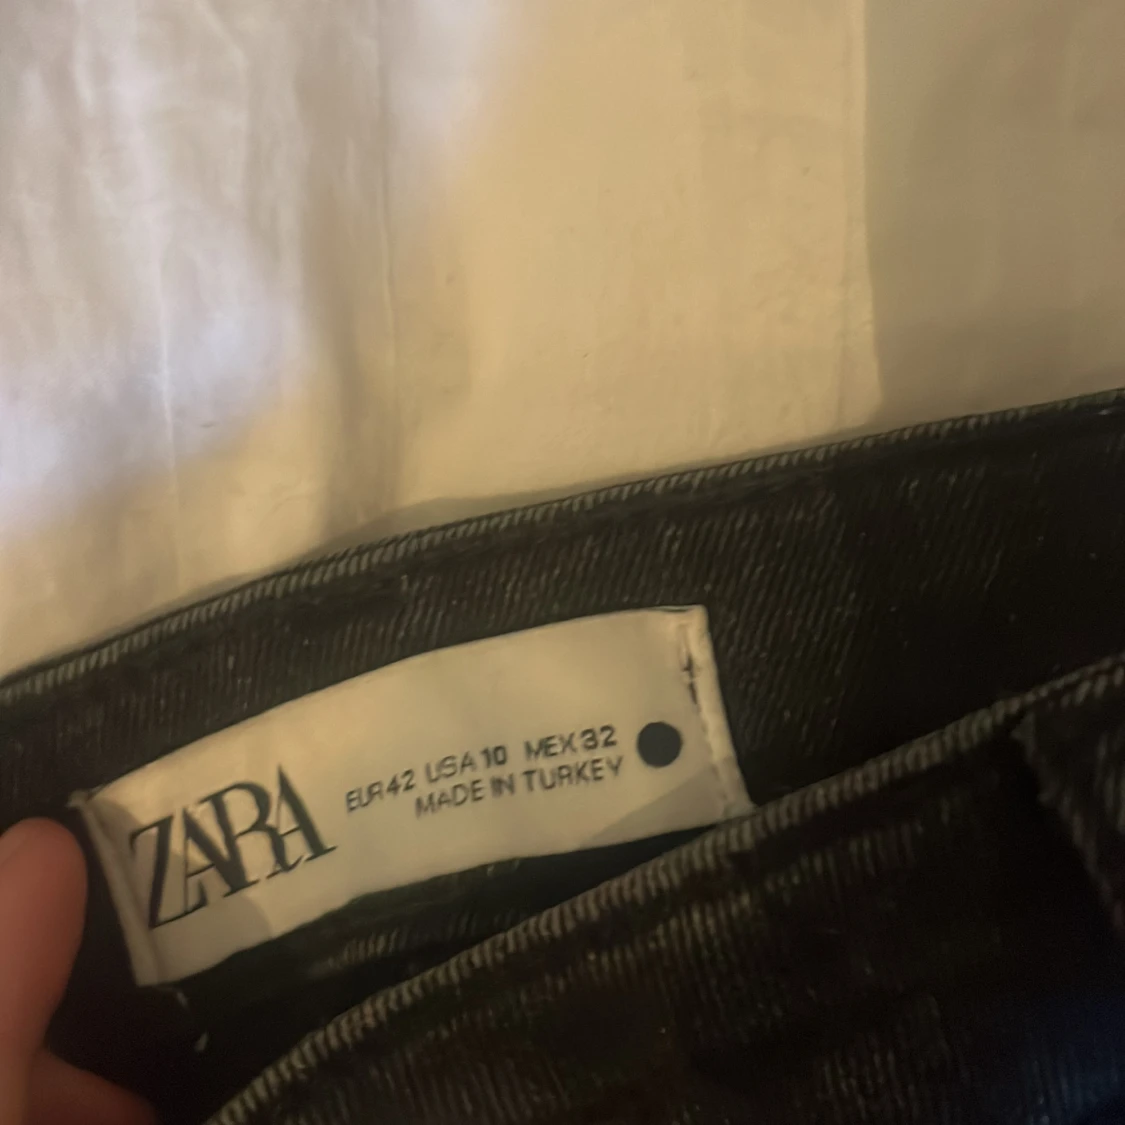 ZARA
EUR 42 USA 10 MEX 32
MADE IN TURKEY